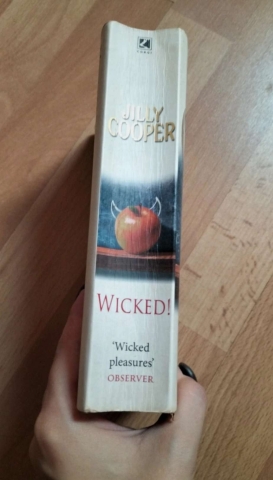 JILLY
COOPER
WICKED!
'Wicked
pleasures'
OBSERVER